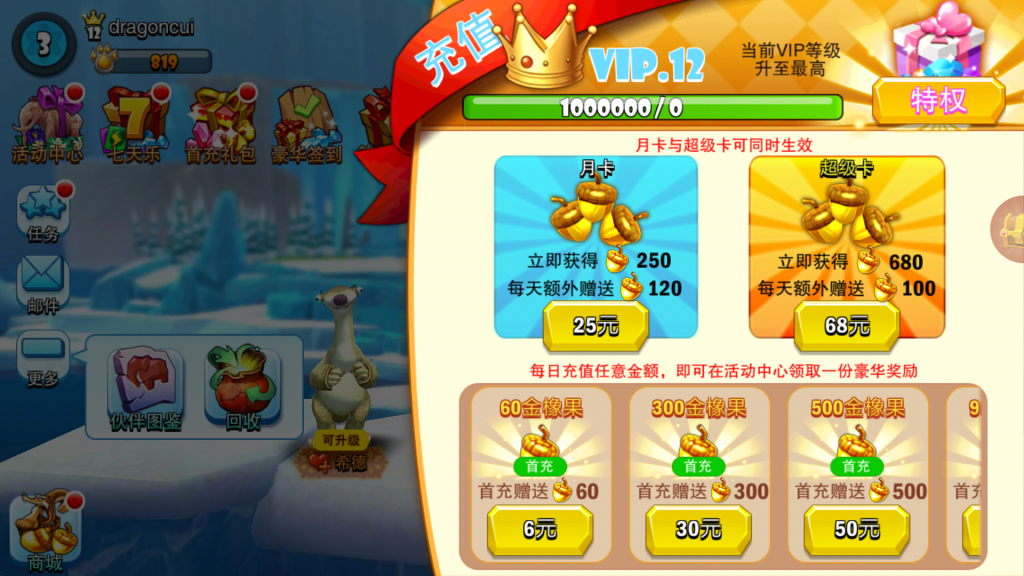 3
12
dragoncui
819
活动中心
七天乐
首充礼包
豪华签到
任务
邮件
更多
伙伴图鉴
回收
可升级
希德
商城
充值
VIP.12
当前VIP等级
升至最高
特权
1000000/0
月卡与超级卡可同时生效
月卡
立即获得 250
每天额外赠送 120
25元
超级卡
立即获得 680
每天额外赠送 100
68元
每日充值任意金额，即可在活动中心领取一份豪华奖励
60金橡果
首充
首充赠送 60
6元
300金橡果
首充
首充赠送 300
30元
500金橡果
首充
首充赠送 500
50元
9
首充